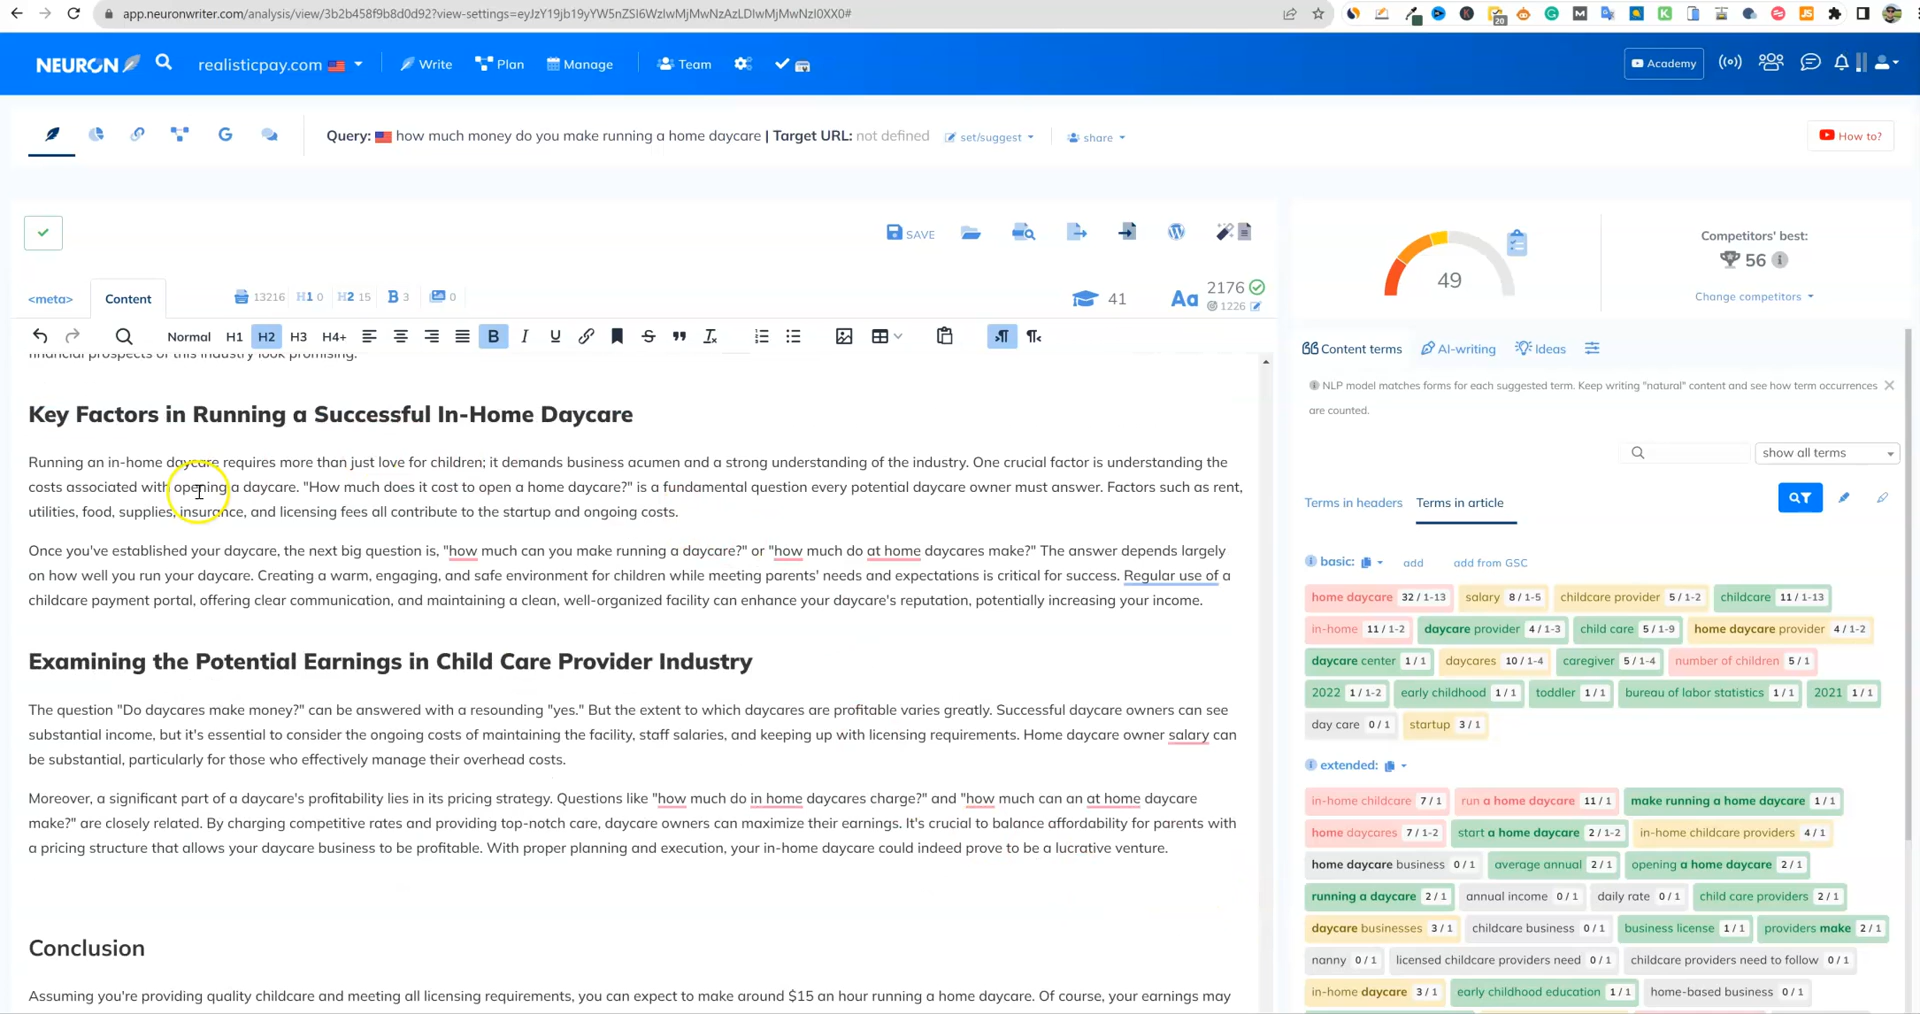 app.neuronwriter.com/analysis/view/3b2b458f9b8d0d92?view-settings=eyJzY19jb19yYW5nZSI6WzIwMjMwNzAzLDIwMjMwNzI0XX0#
20
NEURON
realisticpay.com
Write
Plan
Manage
Team
Academy
Query: how much money do you make running a home daycare | Target URL: not defined set/suggest share
How to?
SAVE
49
Competitors' best:
56
Change competitors
<meta>
Content
13216
H1 0
H2 15
B 3
0
41
Aa 2176
1226
Normal H1 H2 H3 H4+ B I U S
financial prospects of this industry look promising.
Key Factors in Running a Successful In-Home Daycare
Running an in-home daycare requires more than just love for children; it demands business acumen and a strong understanding of the industry. One crucial factor is understanding the
costs associated with opening a daycare. "How much does it cost to open a home daycare?" is a fundamental question every potential daycare owner must answer. Factors such as rent,
utilities, food, supplies, insurance, and licensing fees all contribute to the startup and ongoing costs.
Once you've established your daycare, the next big question is, "how much can you make running a daycare?" or "how much do at home daycares make?" The answer depends largely
on how well you run your daycare. Creating a warm, engaging, and safe environment for children while meeting parents' needs and expectations is critical for success. Regular use of a
childcare payment portal, offering clear communication, and maintaining a clean, well-organized facility can enhance your daycare's reputation, potentially increasing your income.
Examining the Potential Earnings in Child Care Provider Industry
The question "Do daycares make money?" can be answered with a resounding "yes." But the extent to which daycares are profitable varies greatly. Successful daycare owners can see
substantial income, but it's essential to consider the ongoing costs of maintaining the facility, staff salaries, and keeping up with licensing requirements. Home daycare owner salary can
be substantial, particularly for those who effectively manage their overhead costs.
Moreover, a significant part of a daycare's profitability lies in its pricing strategy. Questions like "how much do in home daycares charge?" and "how much can an at home daycare
make?" are closely related. By charging competitive rates and providing top-notch care, daycare owners can maximize their earnings. It's crucial to balance affordability for parents with
a pricing structure that allows your daycare business to be profitable. With proper planning and execution, your in-home daycare could indeed prove to be a lucrative venture.
Conclusion
Assuming you're providing quality childcare and meeting all licensing requirements, you can expect to make around $15 an hour running a home daycare. Of course, your earnings may
Content terms
AI-writing
Ideas
NLP model matches forms for each suggested term. Keep writing "natural" content and see how term occurrences
are counted.
show all terms
Terms in headers
Terms in article
basic: add add from GSC
home daycare 32 / 1-13 salary 8 / 1-5 childcare provider 5 / 1-2 childcare 11 / 1-13
in-home 11 / 1-2 daycare provider 4 / 1-3 child care 5 / 1-9 home daycare provider 4 / 1-2
daycare center 1 / 1 daycares 10 / 1-4 caregiver 5 / 1-4 number of children 5 / 1
2022 1 / 1-2 early childhood 1 / 1 toddler 1 / 1 bureau of labor statistics 1 / 1 2021 1 / 1
day care 0 / 1 startup 3 / 1
extended:
in-home childcare 7 / 1 run a home daycare 11 / 1 make running a home daycare 1 / 1
home daycares 7 / 1-2 start a home daycare 2 / 1-2 in-home childcare providers 4 / 1
home daycare business 0 / 1 average annual 2 / 1 opening a home daycare 2 / 1
running a daycare 2 / 1 annual income 0 / 1 daily rate 0 / 1 child care providers 2 / 1
daycare businesses 3 / 1 childcare business 0 / 1 business license 1 / 1 providers make 2 / 1
nanny 0 / 1 licensed childcare providers need 0 / 1 childcare providers need to follow 0 / 1
in-home daycare 3 / 1 early childhood education 1 / 1 home-based business 0 / 1